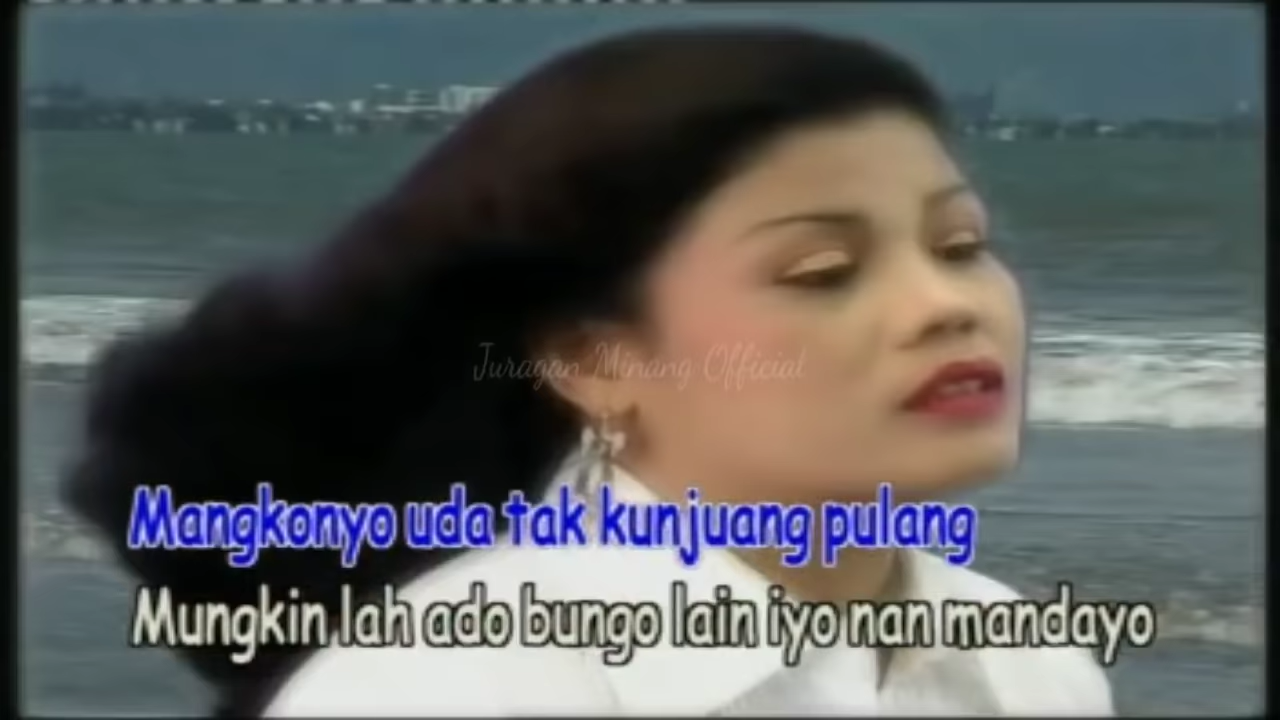 Juragan Minang Official
Mangkonyo uda tak kunjuang pulang
Mungkin lah ado bungo lain iyo nan mandayo